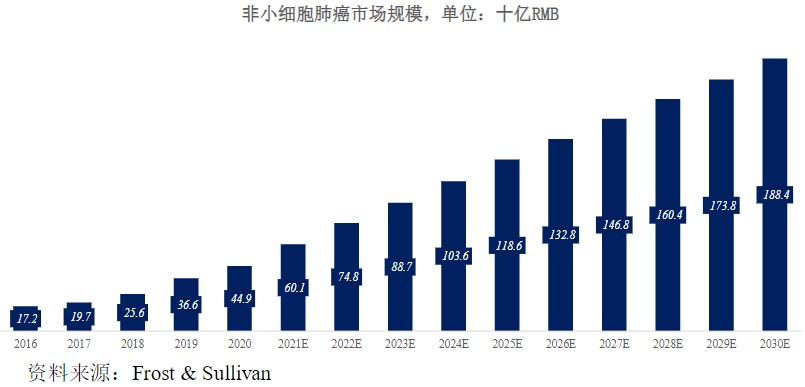 非小细胞肺癌市场规模，单位：十亿RMB
17.2 19.7 25.6 36.6 44.9 60.1 74.8 88.7 103.6 118.6 132.8 146.8 160.4 173.8 188.4
2016 2017 2018 2019 2020 2021E 2022E 2023E 2024E 2025E 2026E 2027E 2028E 2029E 2030E
资料来源：Frost & Sullivan